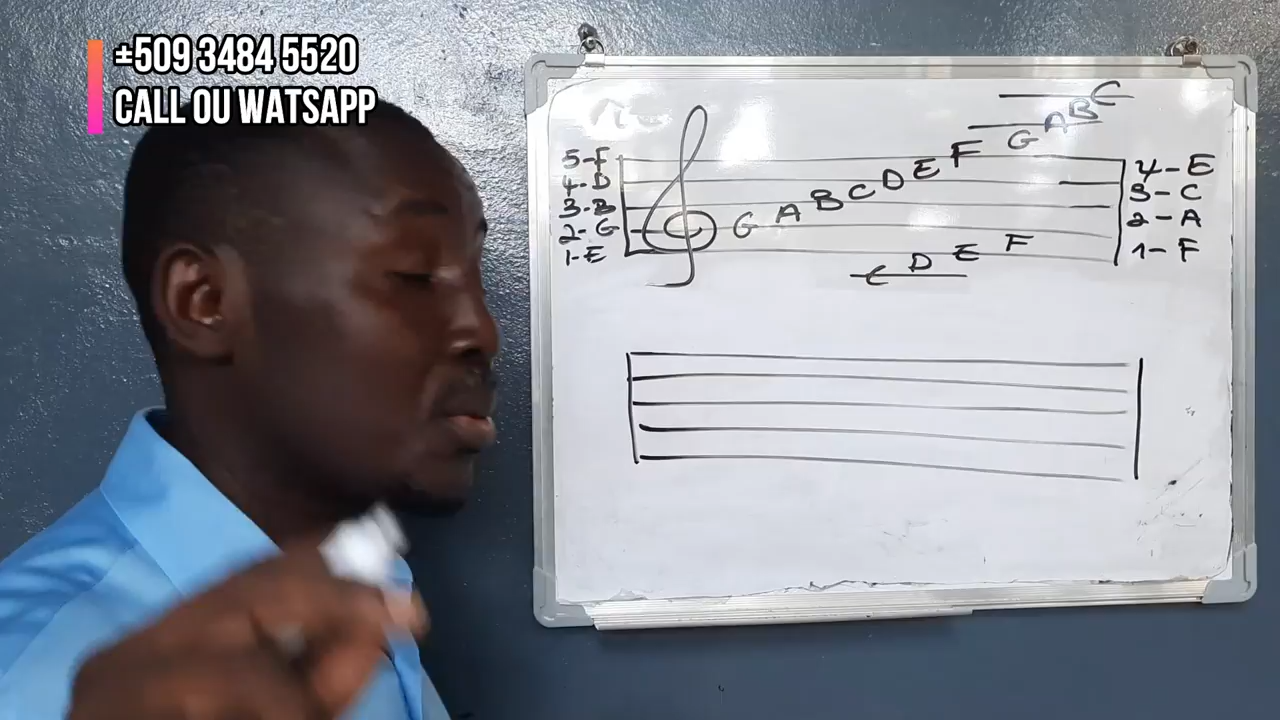 ±509 3484 5520
CALL OU WATSAPP
5-F
4-D
3-B
2-G
1-E
G A B C D E F G A B C
C D E F
4-E
3-C
2-A
1-F